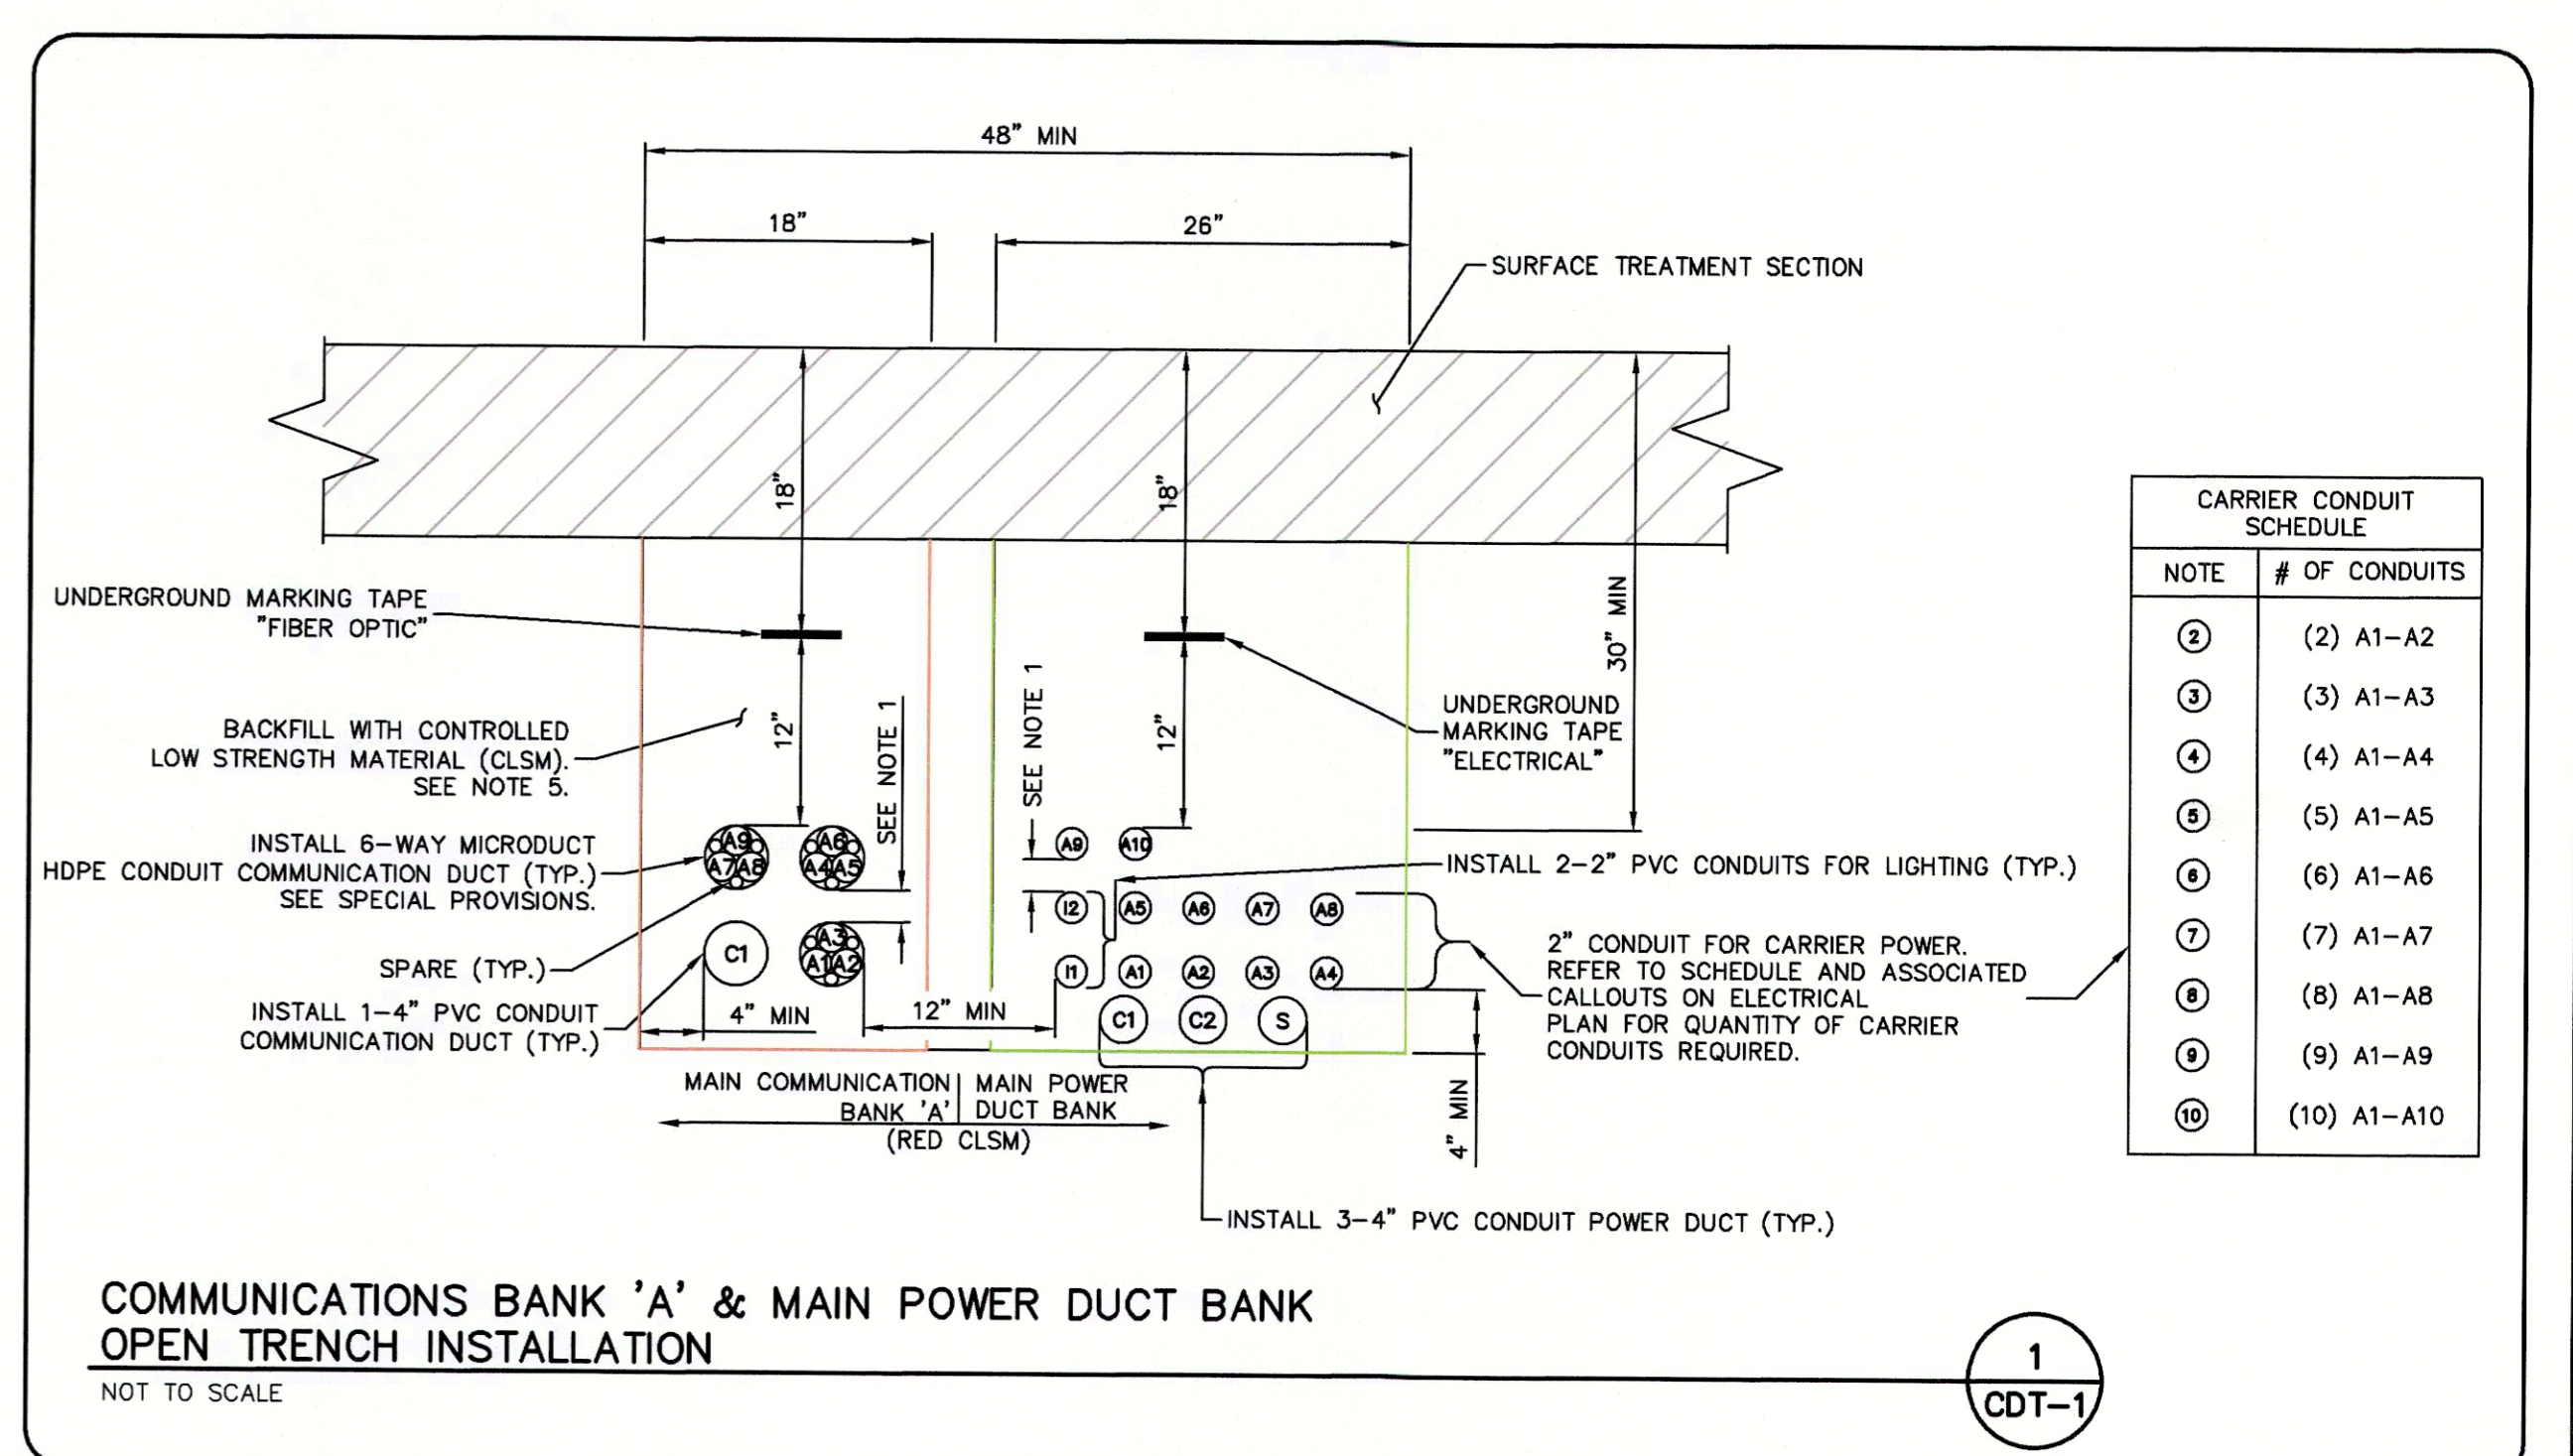 48" MIN
18"
26"
SURFACE TREATMENT SECTION
18"
18"
30" MIN
UNDERGROUND MARKING TAPE
"FIBER OPTIC"
12"
12"
SEE NOTE 1
SEE NOTE 1
UNDERGROUND
MARKING TAPE
"ELECTRICAL"
BACKFILL WITH CONTROLLED
LOW STRENGTH MATERIAL (CLSM).
SEE NOTE 5.
INSTALL 6-WAY MICRODUCT
HDPE CONDUIT COMMUNICATION DUCT (TYP.)
SEE SPECIAL PROVISIONS.
A9
A7 A8
A6
A4 A5
A9 A10
INSTALL 2-2" PVC CONDUITS FOR LIGHTING (TYP.)
I2 A5 A6 A7 A8
SPARE (TYP.)
C1
A3
A1 A2
I1 A1 A2 A3 A4
2" CONDUIT FOR CARRIER POWER.
REFER TO SCHEDULE AND ASSOCIATED
CALLOUTS ON ELECTRICAL
PLAN FOR QUANTITY OF CARRIER
CONDUITS REQUIRED.
INSTALL 1-4" PVC CONDUIT
COMMUNICATION DUCT (TYP.)
4" MIN
12" MIN
C1 C2 S
4" MIN
MAIN COMMUNICATION
BANK 'A'
MAIN POWER
DUCT BANK
(RED CLSM)
INSTALL 3-4" PVC CONDUIT POWER DUCT (TYP.)
CARRIER CONDUIT
SCHEDULE
NOTE # OF CONDUITS
2 (2) A1-A2
3 (3) A1-A3
4 (4) A1-A4
5 (5) A1-A5
6 (6) A1-A6
7 (7) A1-A7
8 (8) A1-A8
9 (9) A1-A9
10 (10) A1-A10
COMMUNICATIONS BANK 'A' & MAIN POWER DUCT BANK
OPEN TRENCH INSTALLATION
NOT TO SCALE
1
CDT-1